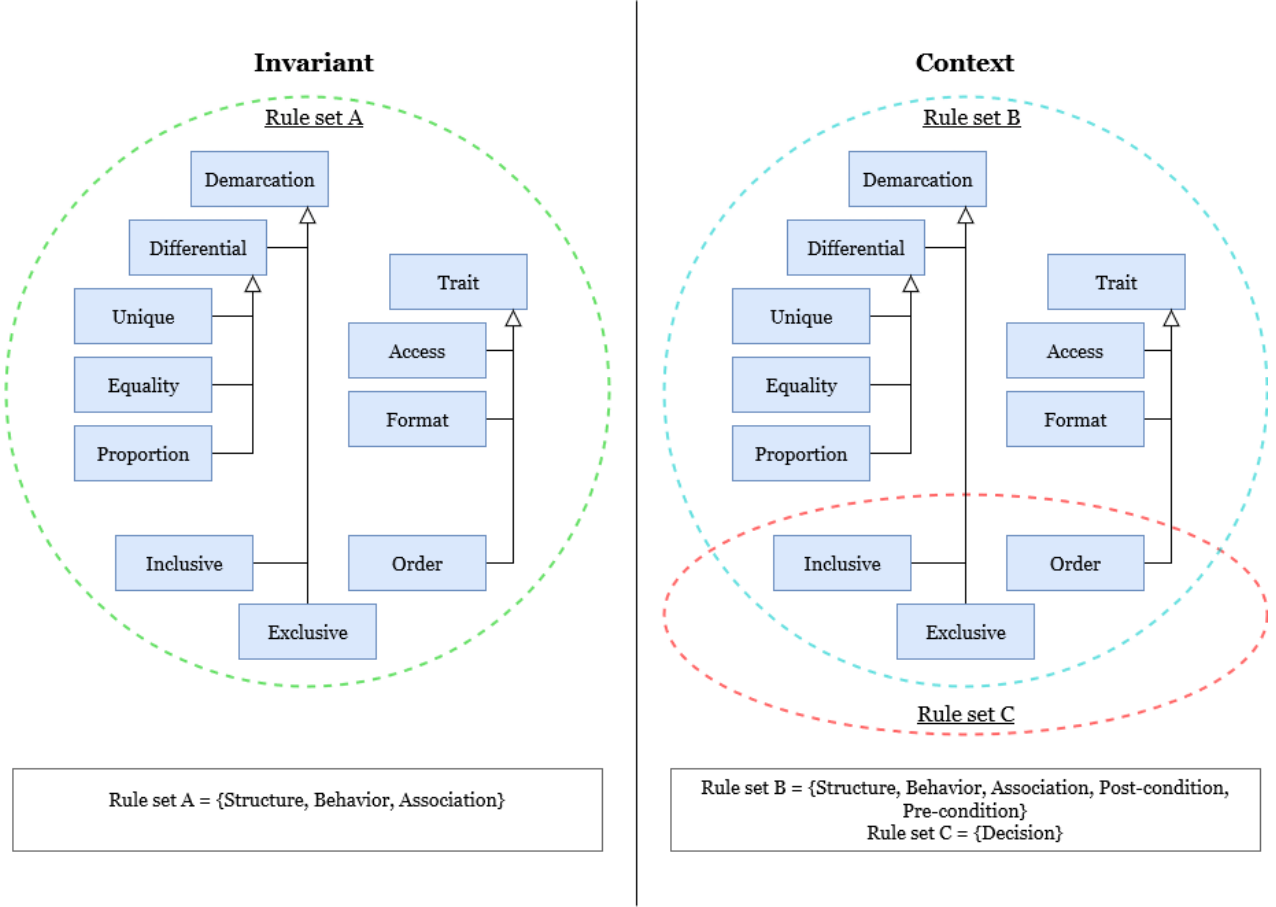 Invariant
Rule set A
Demarcation
Differential
Trait
Unique
Access
Equality
Format
Proportion
Inclusive
Order
Exclusive
Rule set A = {Structure, Behavior, Association}
Context
Rule set B
Demarcation
Differential
Trait
Unique
Access
Equality
Format
Proportion
Inclusive
Order
Exclusive
Rule set C
Rule set B = {Structure, Behavior, Association, Post-condition,
Pre-condition}
Rule set C = {Decision}